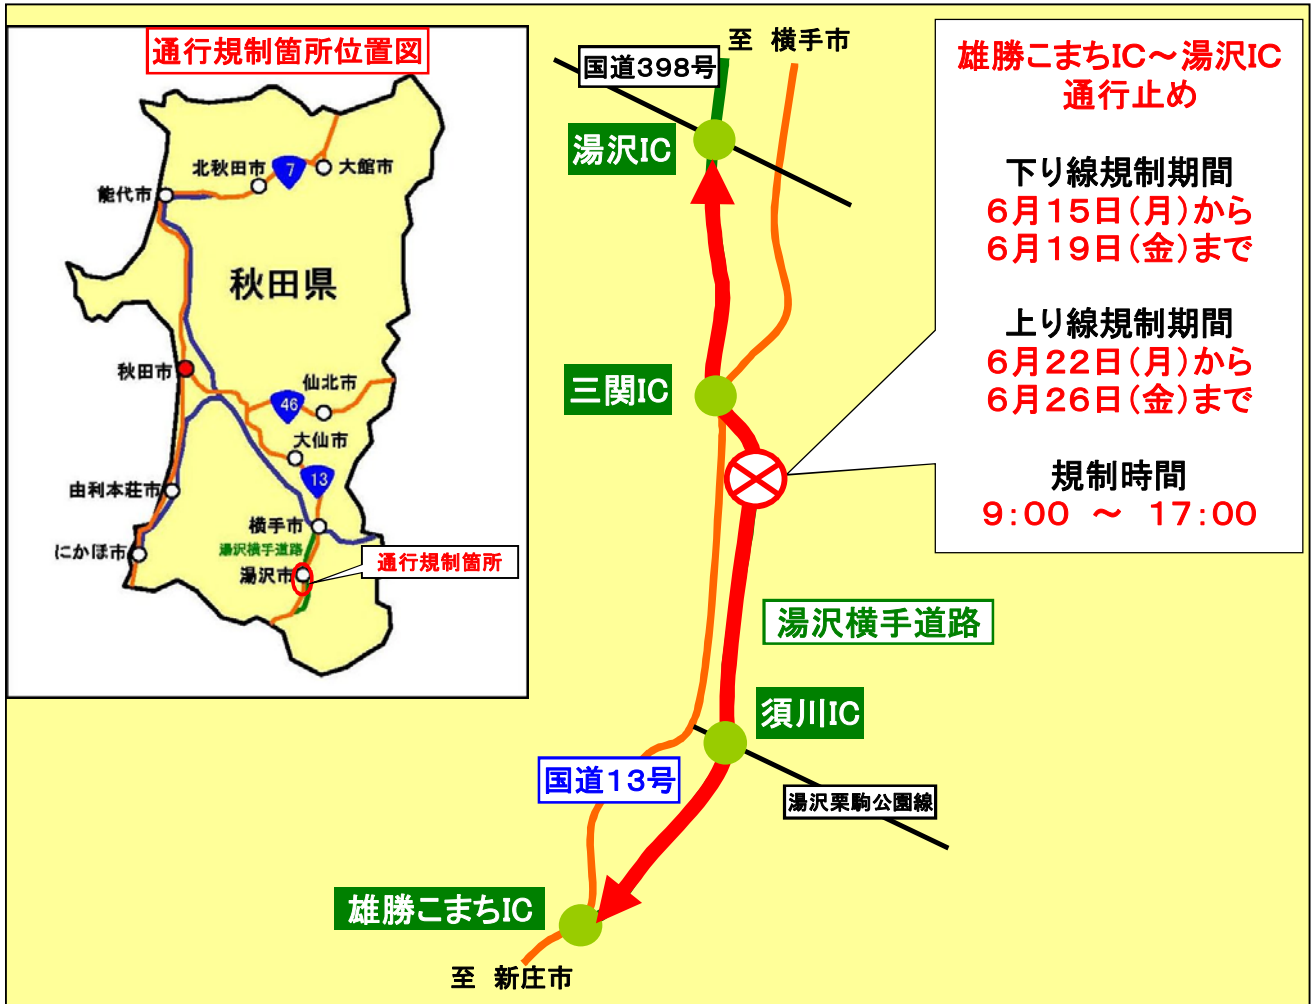 通行規制箇所位置図
北秋田市
7
大館市
能代市
秋田県
秋田市
仙北市
46
大仙市
13
由利本荘市
横手市
にかほ市
湯沢横手道路
湯沢市
通行規制箇所
至 横手市
国道398号
湯沢IC
三関IC
湯沢横手道路
須川IC
国道13号
湯沢栗駒公園線
雄勝こまちIC
至 新庄市
雄勝こまちIC～湯沢IC
通行止め
下り線規制期間
6月15日(月)から
6月19日(金)まで
上り線規制期間
6月22日(月)から
6月26日(金)まで
規制時間
9:00 ～ 17:00